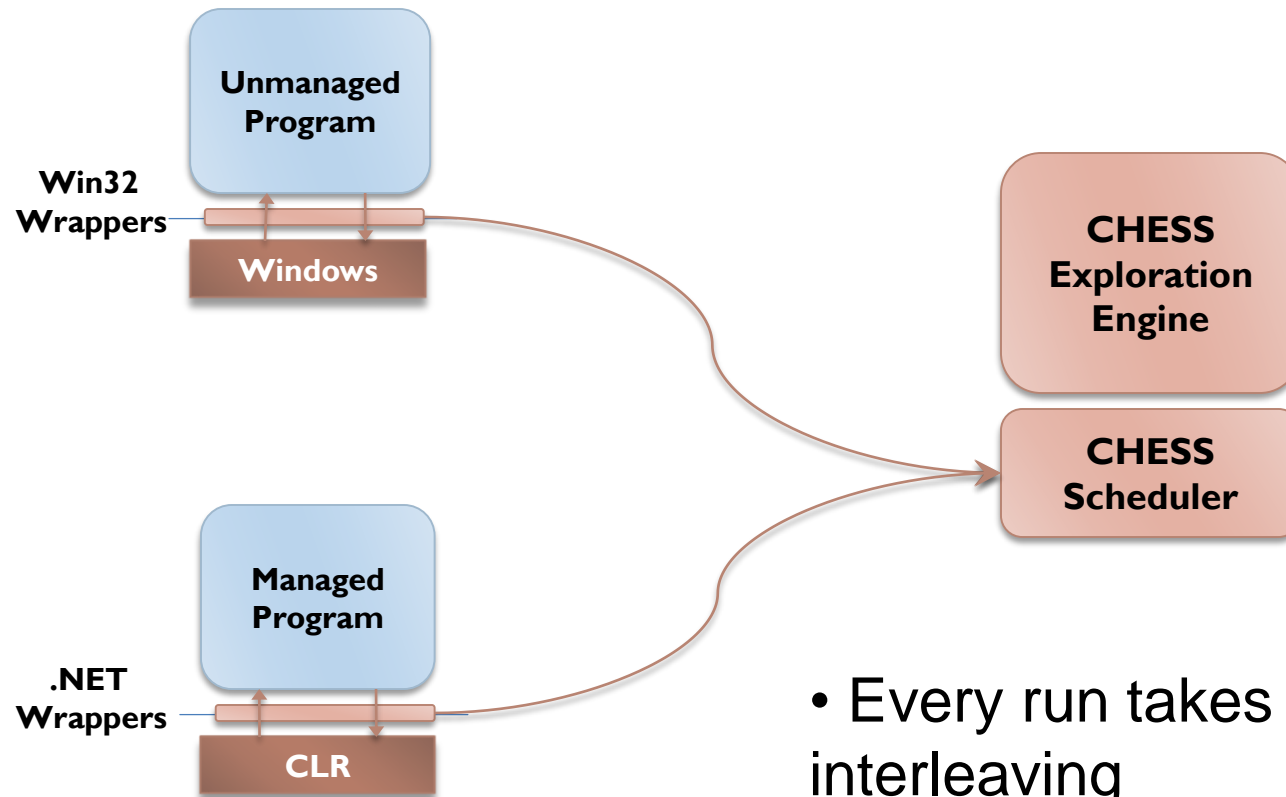 Unmanaged
Program
Win32
Wrappers
Windows
CHESS
Exploration
Engine
CHESS
Scheduler
Managed
Program
.NET
Wrappers
CLR
• Every run takes
interleaving